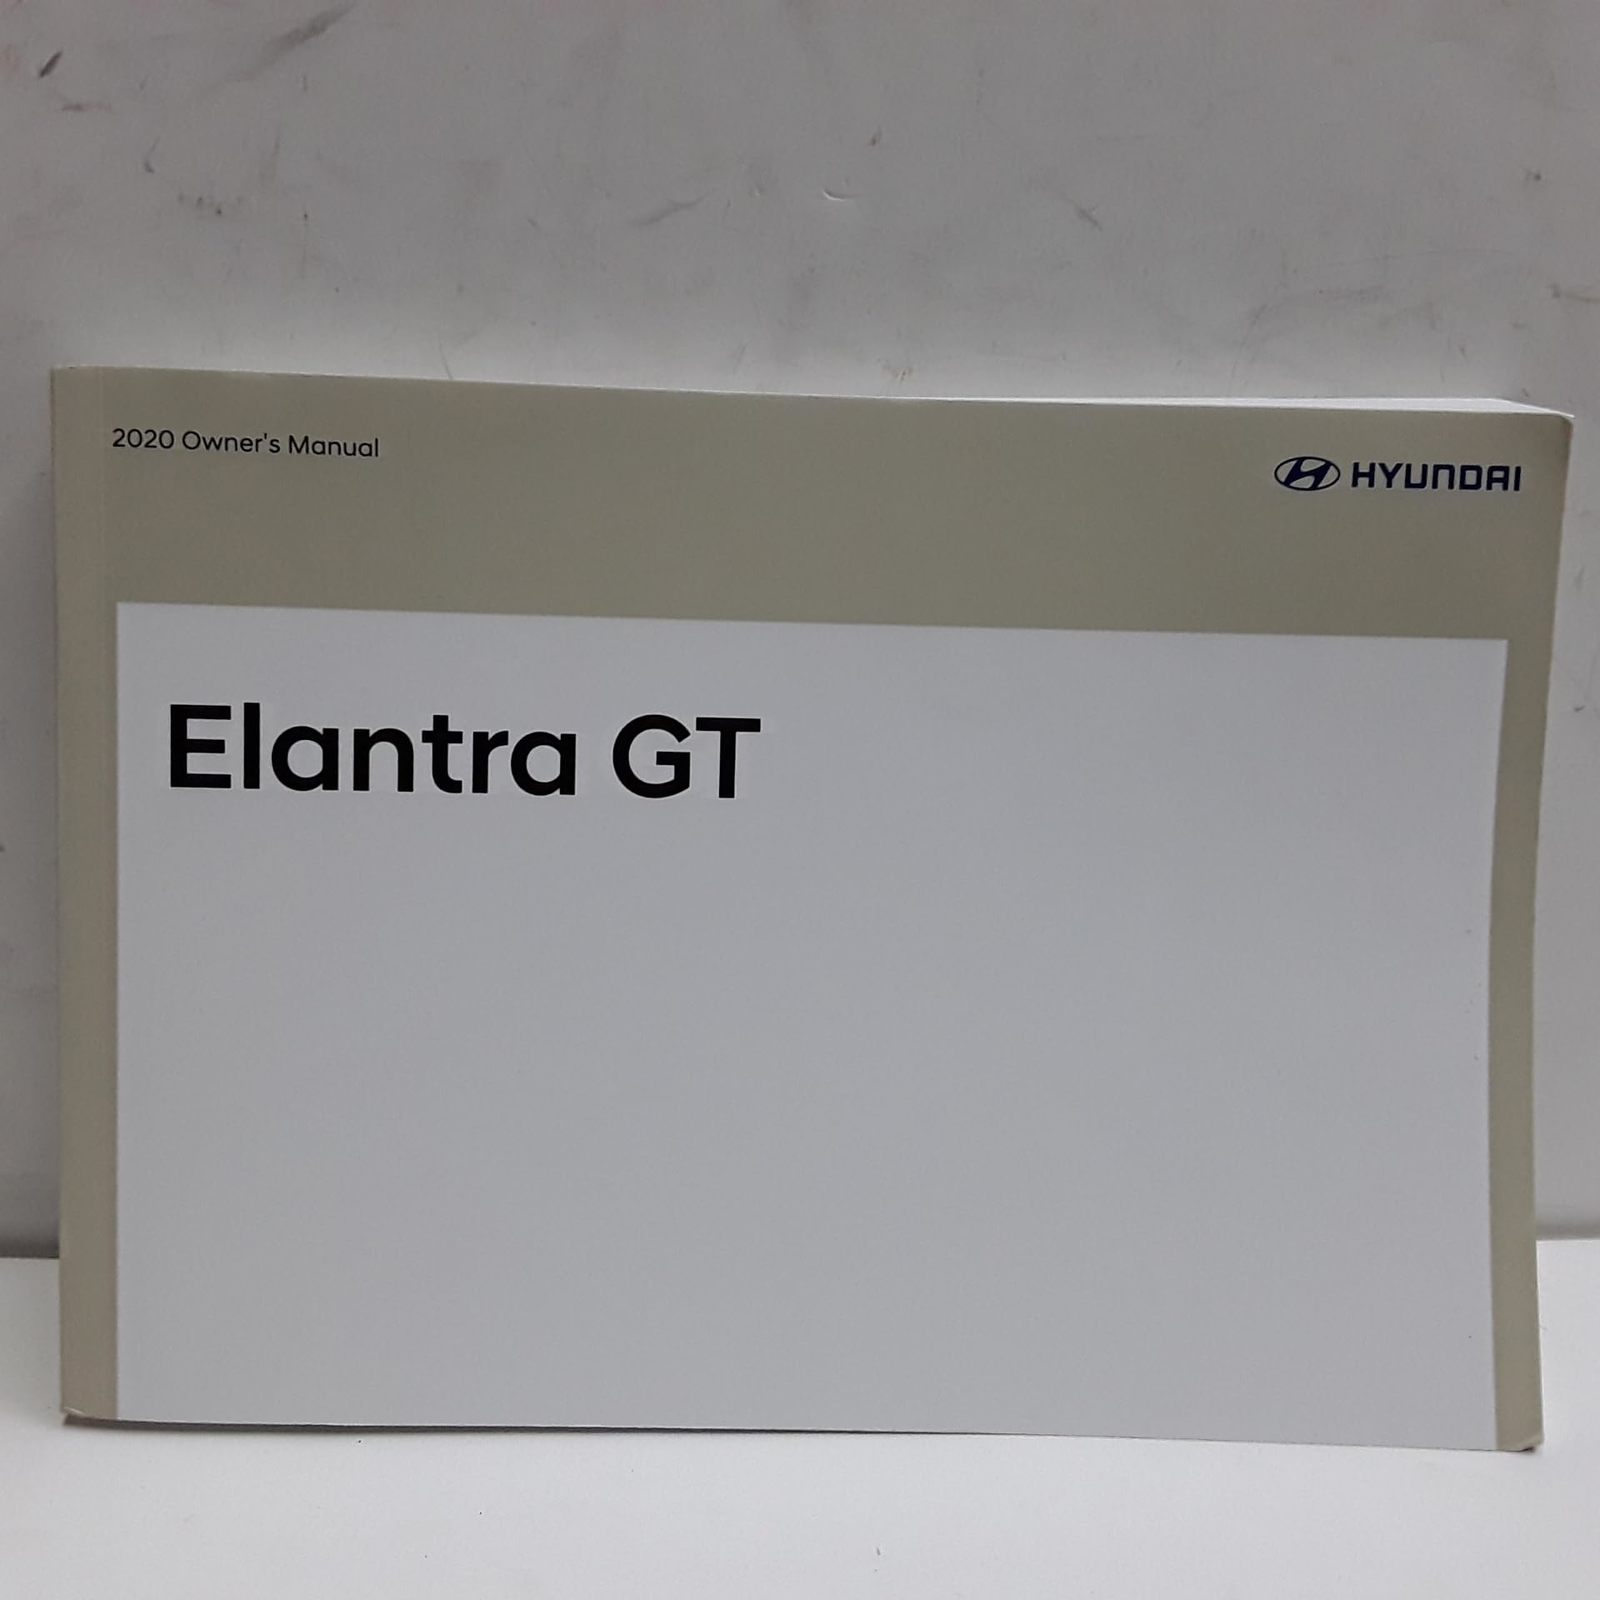 2020 Owner's Manual
HYUNDAI
Elantra GT